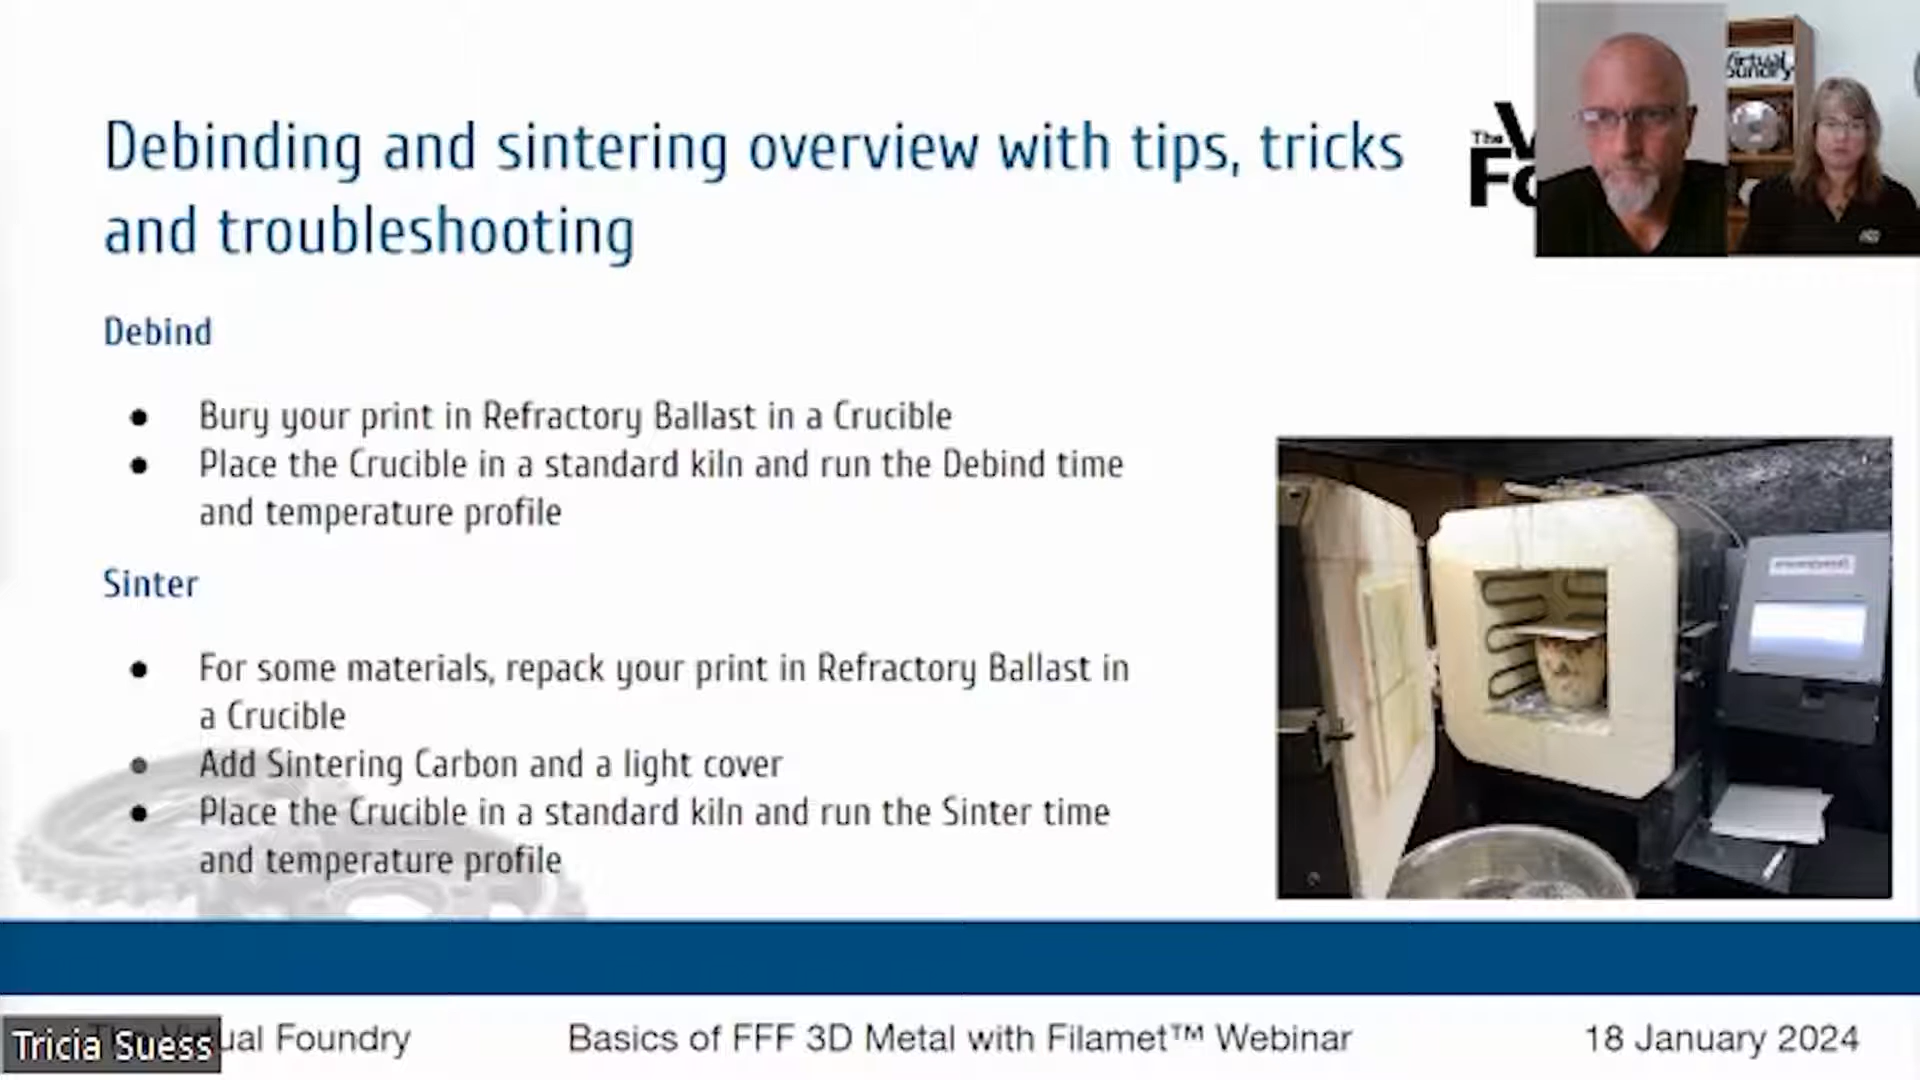 Debinding and sintering overview with tips, tricks
and troubleshooting
The V
Fo
Virtual
Foundry
Debind
● Bury your print in Refractory Ballast in a Crucible
● Place the Crucible in a standard kiln and run the Debind time
and temperature profile
Sinter
● For some materials, repack your print in Refractory Ballast in
a Crucible
● Add Sintering Carbon and a light cover
● Place the Crucible in a standard kiln and run the Sinter time
and temperature profile
Tricia Suess
ual Foundry
Basics of FFF 3D Metal with Filamet™ Webinar
18 January 2024